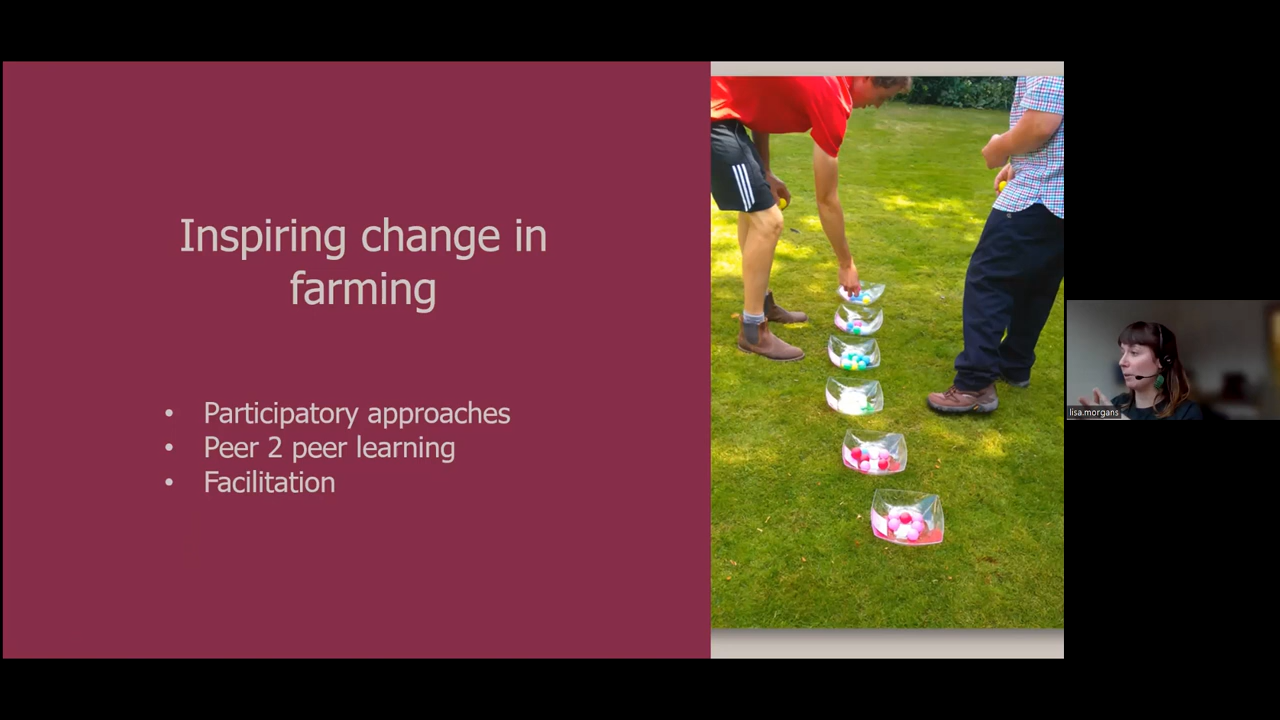 Inspiring change in
farming
• Participatory approaches
• Peer 2 peer learning
• Facilitation
lisa.morgans